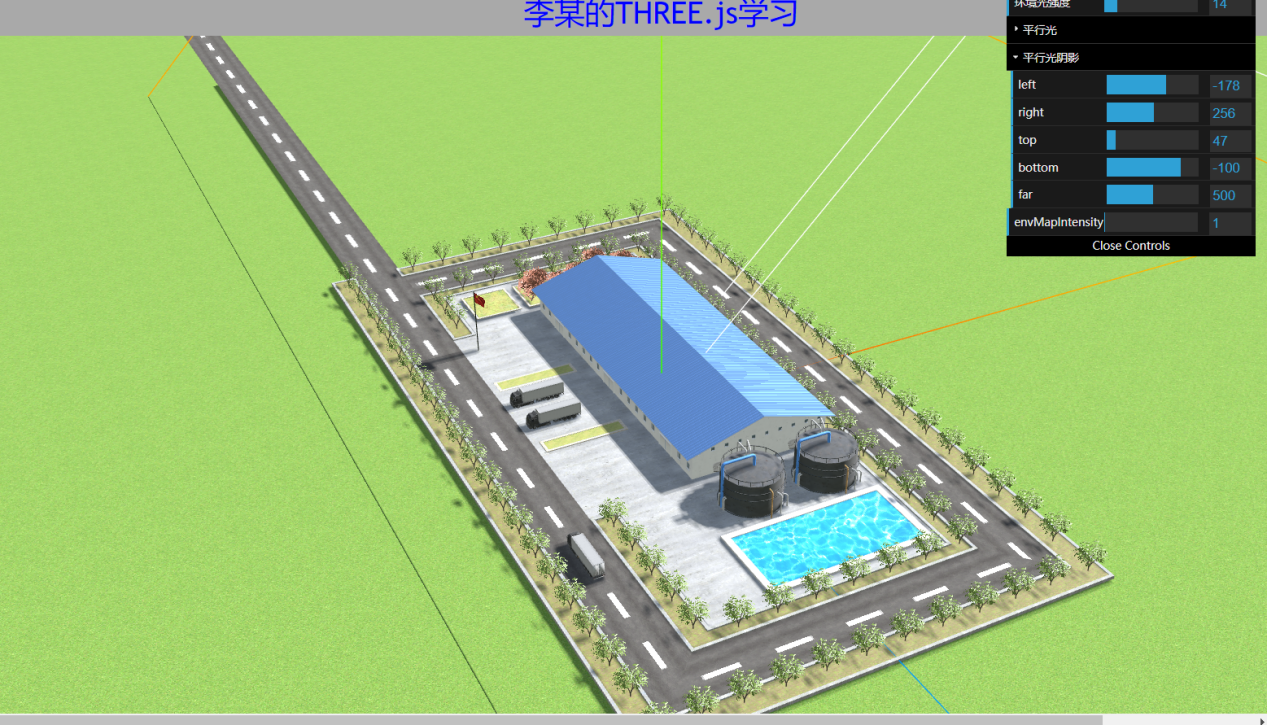 李某的THREE.js学习
环境光强度 14
平行光
平行光阴影
left -178
right 256
top 47
bottom -100
far 500
envMapIntensity 1
Close Controls